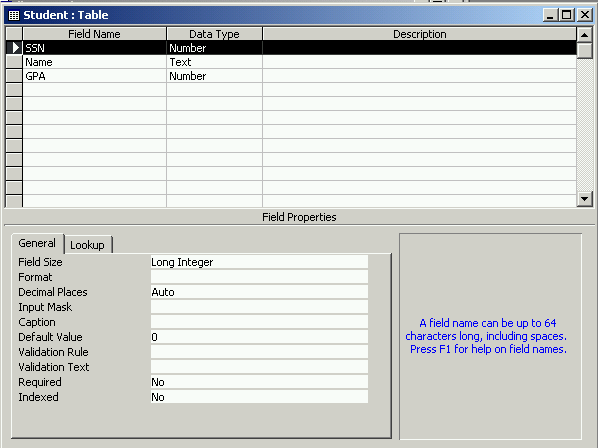 Student : Table
Field Name Data Type Description
SSN Number
Name Text
GPA Number
Field Properties
General Lookup
Field Size Long Integer
Format
Decimal Places Auto
Input Mask
Caption
Default Value 0
Validation Rule
Validation Text
Required No
Indexed No
A field name can be up to 64
characters long, including spaces.
Press F1 for help on field names.